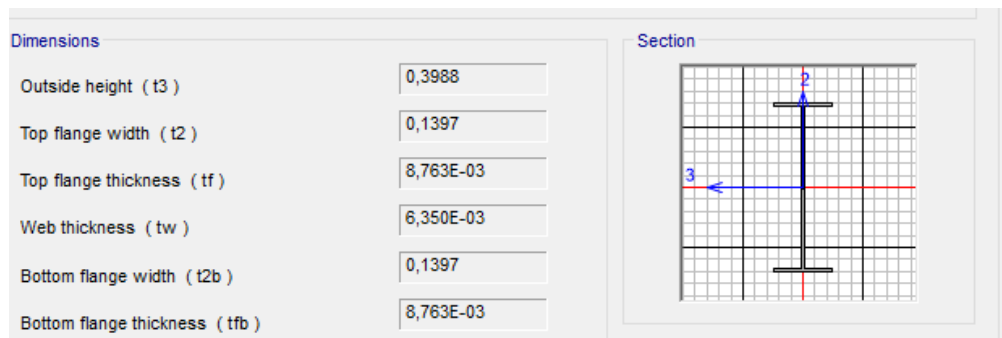 Dimensions
Outside height ( t3 ) 0,3988
Top flange width ( t2 ) 0,1397
Top flange thickness ( tf ) 8,763E-03
Web thickness ( tw ) 6,350E-03
Bottom flange width ( t2b ) 0,1397
Bottom flange thickness ( tfb ) 8,763E-03
Section
2
3